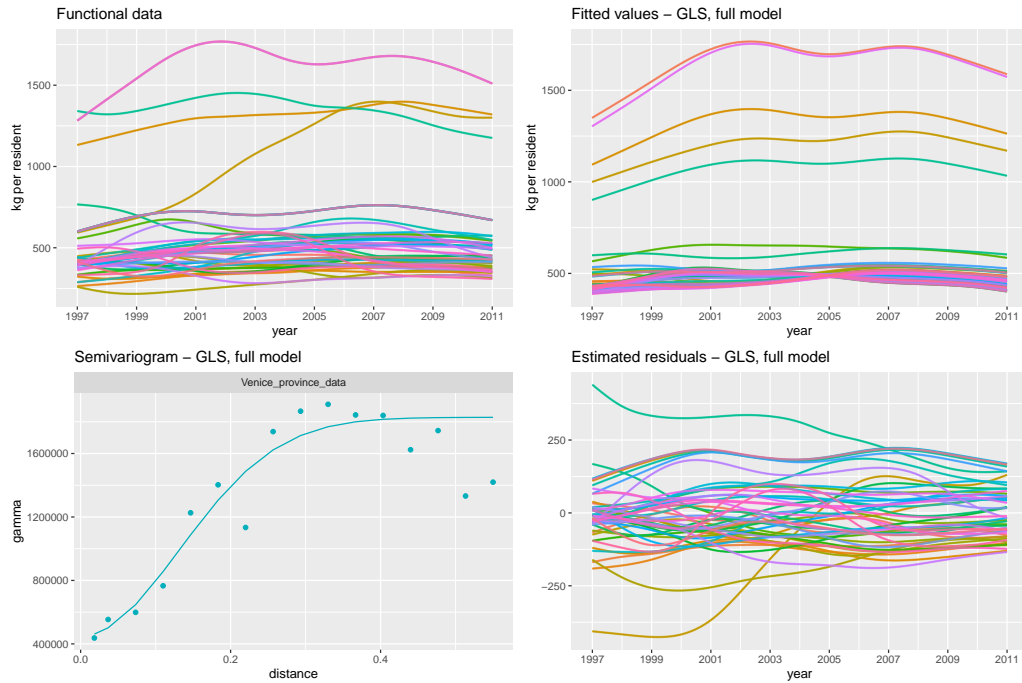 Functional data
kg per resident
1500
1000
500
1997 1999 2001 2003 2005 2007 2009 2011
year
Fitted values − GLS, full model
kg per resident
1500
1000
500
1997 1999 2001 2003 2005 2007 2009 2011
year
Semivariogram − GLS, full model
Venice_province_data
gamma
1600000
1200000
800000
400000
0.0 0.2 0.4
distance
Estimated residuals − GLS, full model
250
0
−250
1997 1999 2001 2003 2005 2007 2009 2011
year